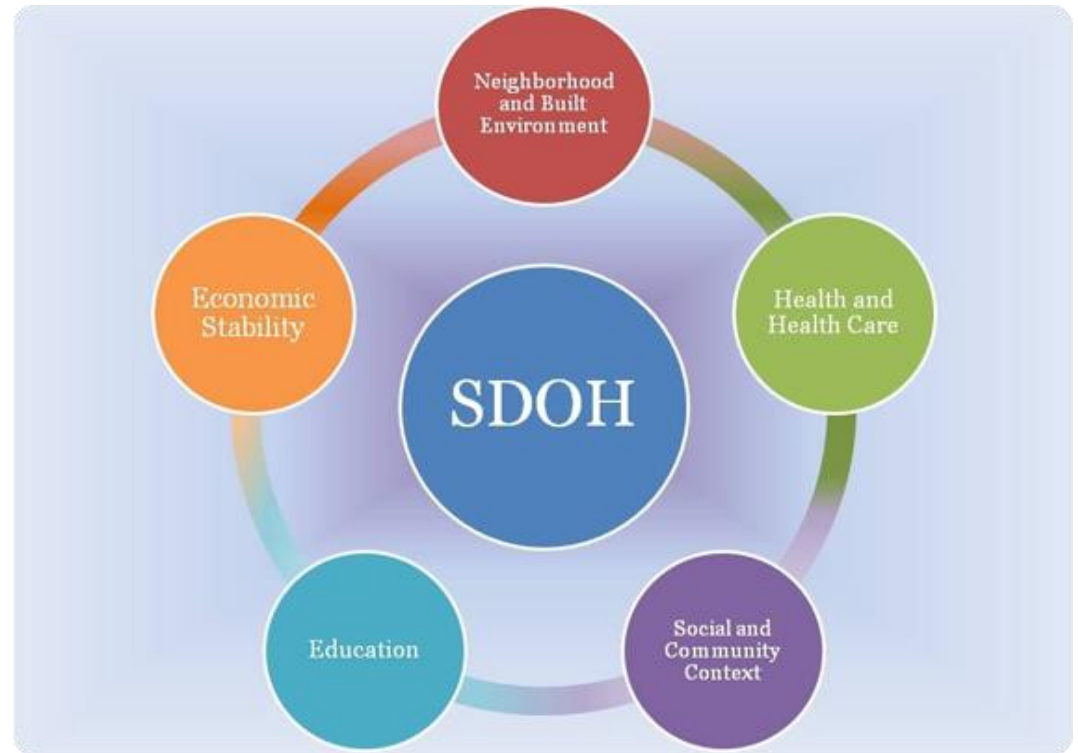 Neighborhood
and Built
Environment
Economic
Stability
Health and
Health Care
SDOH
Education
Social and
Community
Context